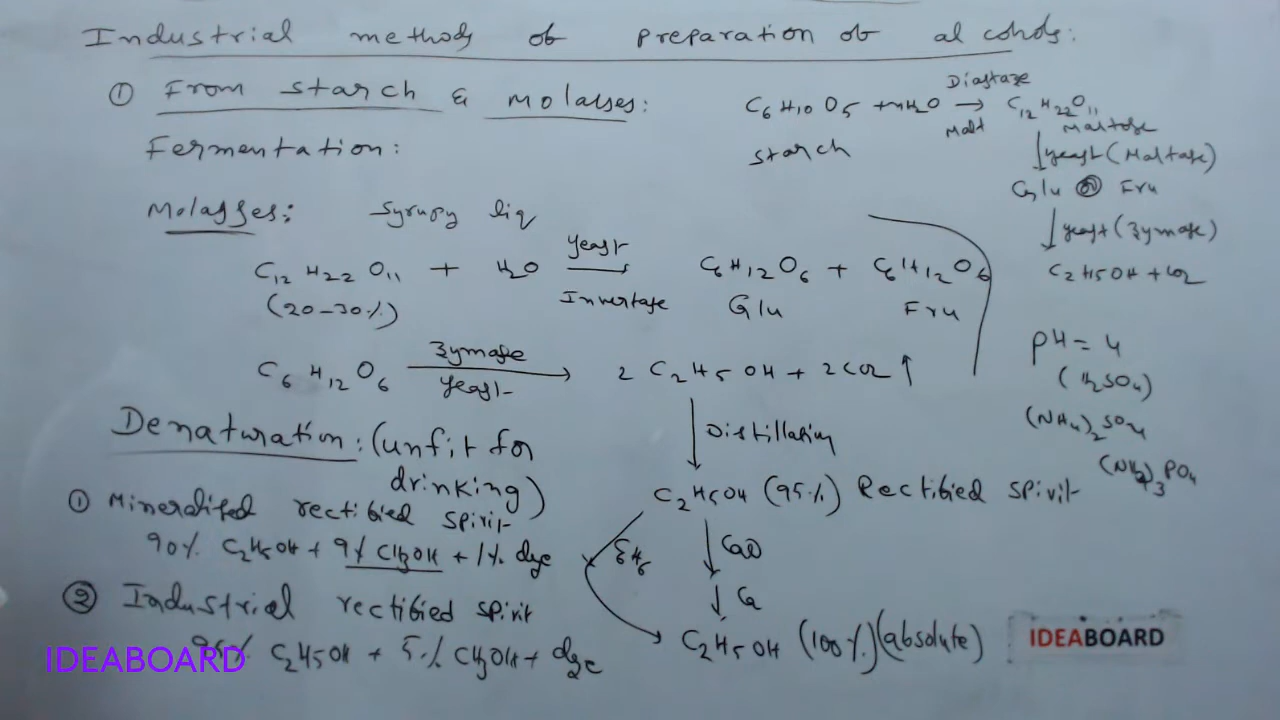 Industrial methods of preparation of alcohols:
① From starch & Molasses:
Fermentation:
C6H10O5 + nH2O → C12H22O11
Diastase
Malt
Starch
Maltose
↓ yeast (Maltase)
Glu Fru
↓ yeast (Zymase)
C2H5OH + CO2
Molasses: Syrupy liq
C12H22O11 + H2O → C6H12O6 + C6H12O6
yeast
Invertase
(20-30%) Glu Fru
C6H12O6 → 2 C2H5OH + 2CO2 ↑
Zymase
yeast
pH = 4
(H2SO4)
(NH4)2SO4
(NH4)3PO4
↓ Distillation
C2H5OH (95%) Rectified spirit
C6H6
↓ CaO
↓ Ca
C2H5OH (100%) (absolute)
Denaturation: (unfit for
drinking)
① Mineralised rectified spirit
90% C2H5OH + 9% CH3OH + 1% dye
② Industrial rectified spirit
95% C2H5OH + 5% CH3OH + dye
IDEABOARD
IDEABOARD